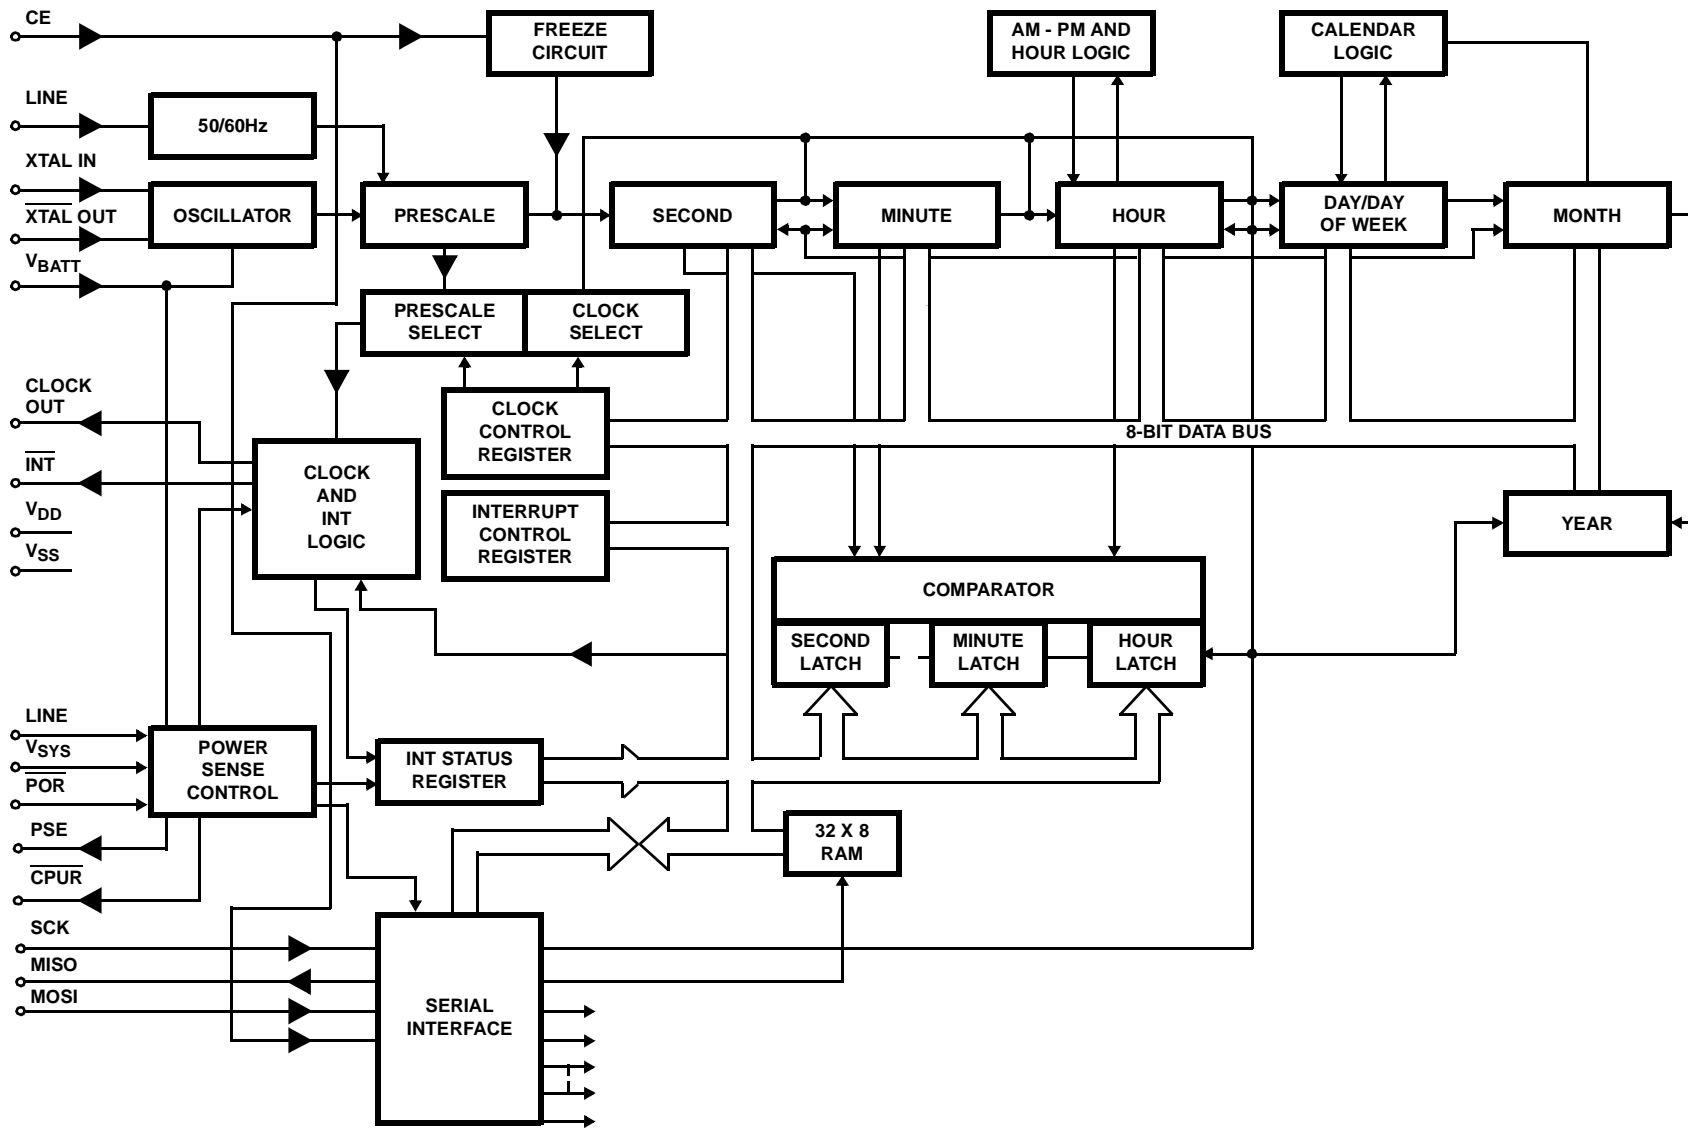 CE
FREEZE
CIRCUIT
AM - PM AND
HOUR LOGIC
CALENDAR
LOGIC
LINE
50/60Hz
XTAL IN
XTAL OUT
OSCILLATOR
PRESCALE
SECOND
MINUTE
HOUR
DAY/DAY
OF WEEK
MONTH
VBATT
PRESCALE
SELECT
CLOCK
SELECT
CLOCK
OUT
CLOCK
CONTROL
REGISTER
8-BIT DATA BUS
INT
CLOCK
AND
INT
LOGIC
VDD
VSS
INTERRUPT
CONTROL
REGISTER
YEAR
COMPARATOR
SECOND
LATCH
MINUTE
LATCH
HOUR
LATCH
LINE
VSYS
POR
POWER
SENSE
CONTROL
INT STATUS
REGISTER
PSE
CPUR
32 X 8
RAM
SCK
MISO
MOSI
SERIAL
INTERFACE